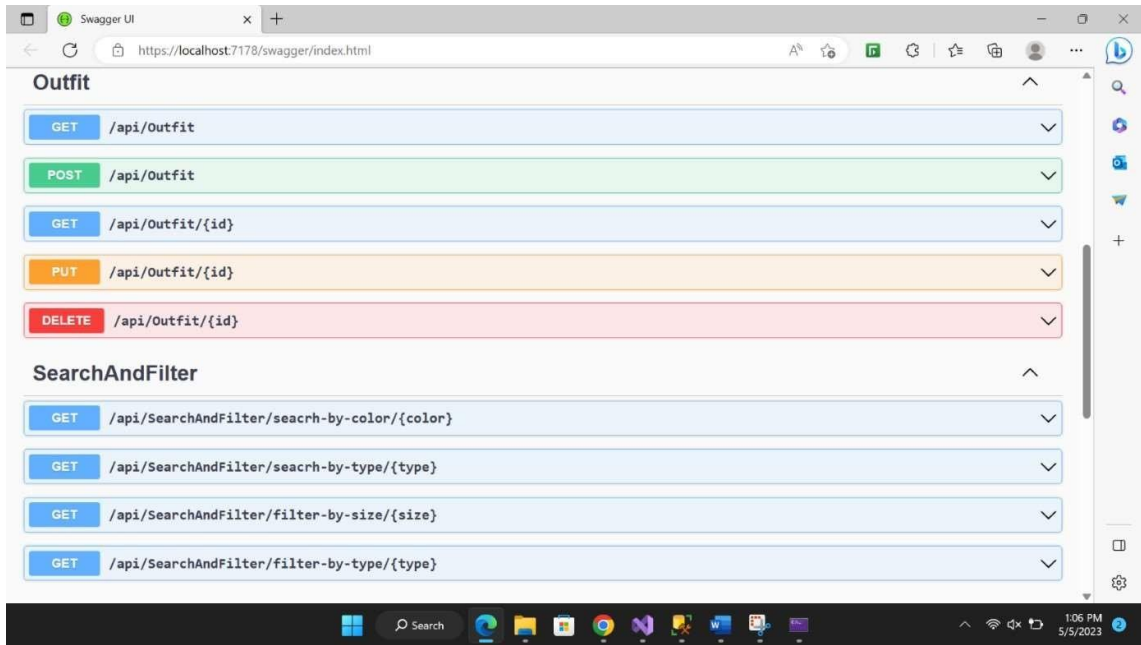 Swagger UI
https://localhost:7178/swagger/index.html
Outfit
GET /api/Outfit
POST /api/Outfit
GET /api/Outfit/{id}
PUT /api/Outfit/{id}
DELETE /api/Outfit/{id}
SearchAndFilter
GET /api/SearchAndFilter/seacrh-by-color/{color}
GET /api/SearchAndFilter/seacrh-by-type/{type}
GET /api/SearchAndFilter/filter-by-size/{size}
GET /api/SearchAndFilter/filter-by-type/{type}
Search
1:06 PM
5/5/2023
2